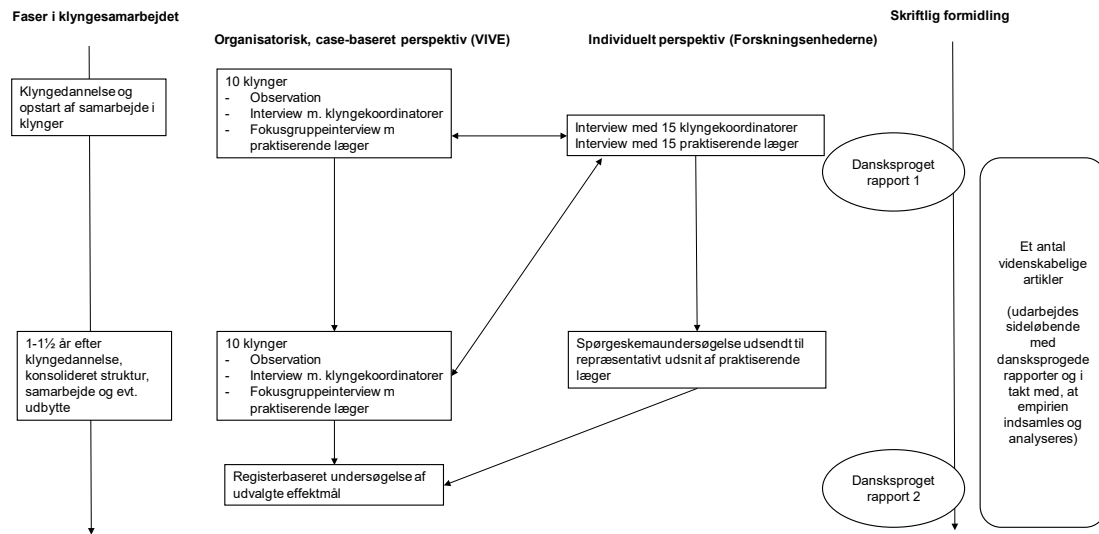 Faser i klyngesamarbejdet
Skriftlig formidling
Organisatorisk, case-baseret perspektiv (VIVE)
Individuelt perspektiv (Forskningsenhederne)
Klyngedannelse og
opstart af samarbejde i
klynger
10 klynger
- Observation
- Interview m. klyngekoordinatorer
- Fokusgruppeinterview m
praktiserende læger
Interview med 15 klyngekoordinatorer
Interview med 15 praktiserende læger
Dansksproget
rapport 1
Et antal
videnskabelige
artikler
(udarbejdes
sideløbende
med
dansksprogede
rapporter og i
takt med, at
empirien
indsamles og
analyseres)
1-1½ år efter
klyngedannelse,
konsolideret struktur,
samarbejde og evt.
udbytte
10 klynger
- Observation
- Interview m. klyngekoordinatorer
- Fokusgruppeinterview m
praktiserende læger
Spørgeskemaundersøgelse udsendt til
repræsentativt udsnit af praktiserende
læger
Registerbaseret undersøgelse af
udvalgte effektmål
Dansksproget
rapport 2